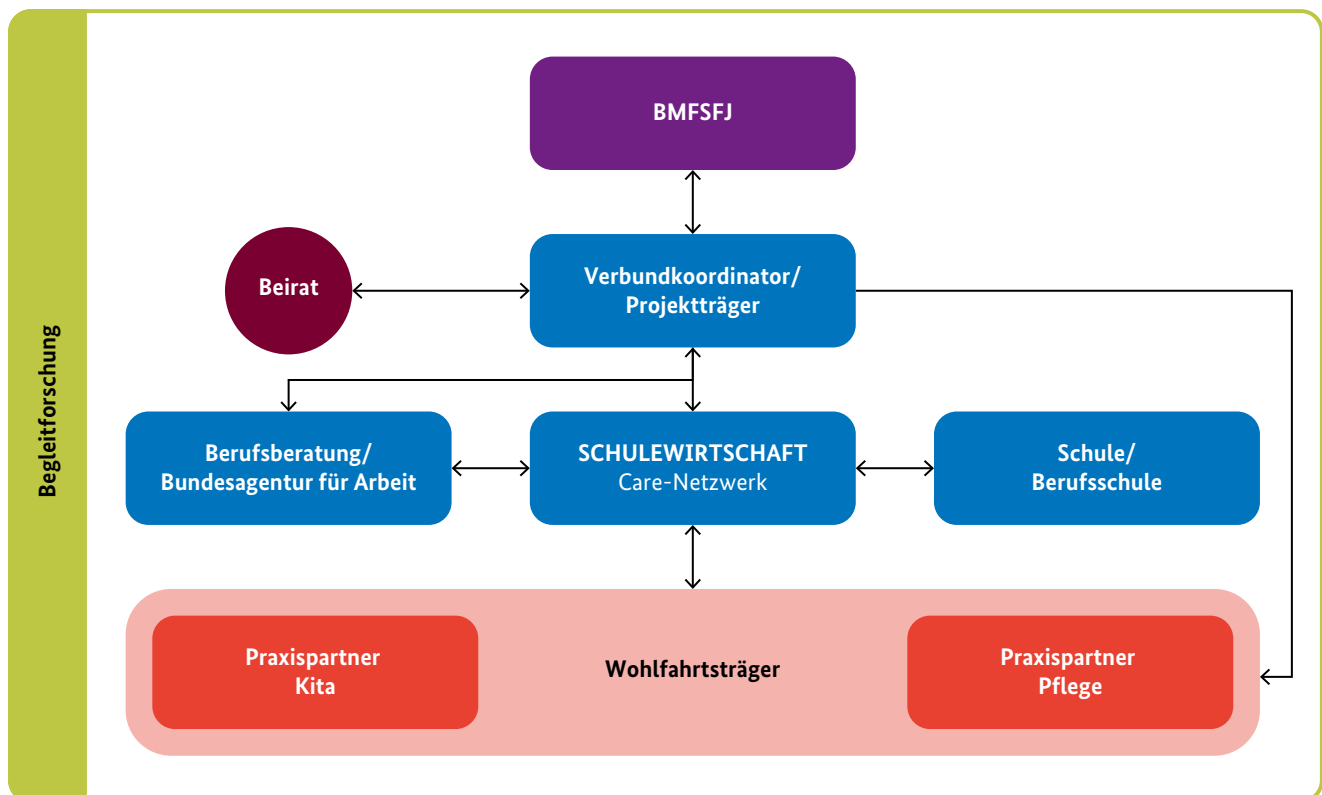 Begleitforschung
BMFSFJ
Beirat
Verbundkoordinator/
Projektträger
Berufsberatung/
Bundesagentur für Arbeit
SCHULEWIRTSCHAFT
Care-Netzwerk
Schule/
Berufsschule
Praxispartner
Kita
Wohlfahrtsträger
Praxispartner
Pflege